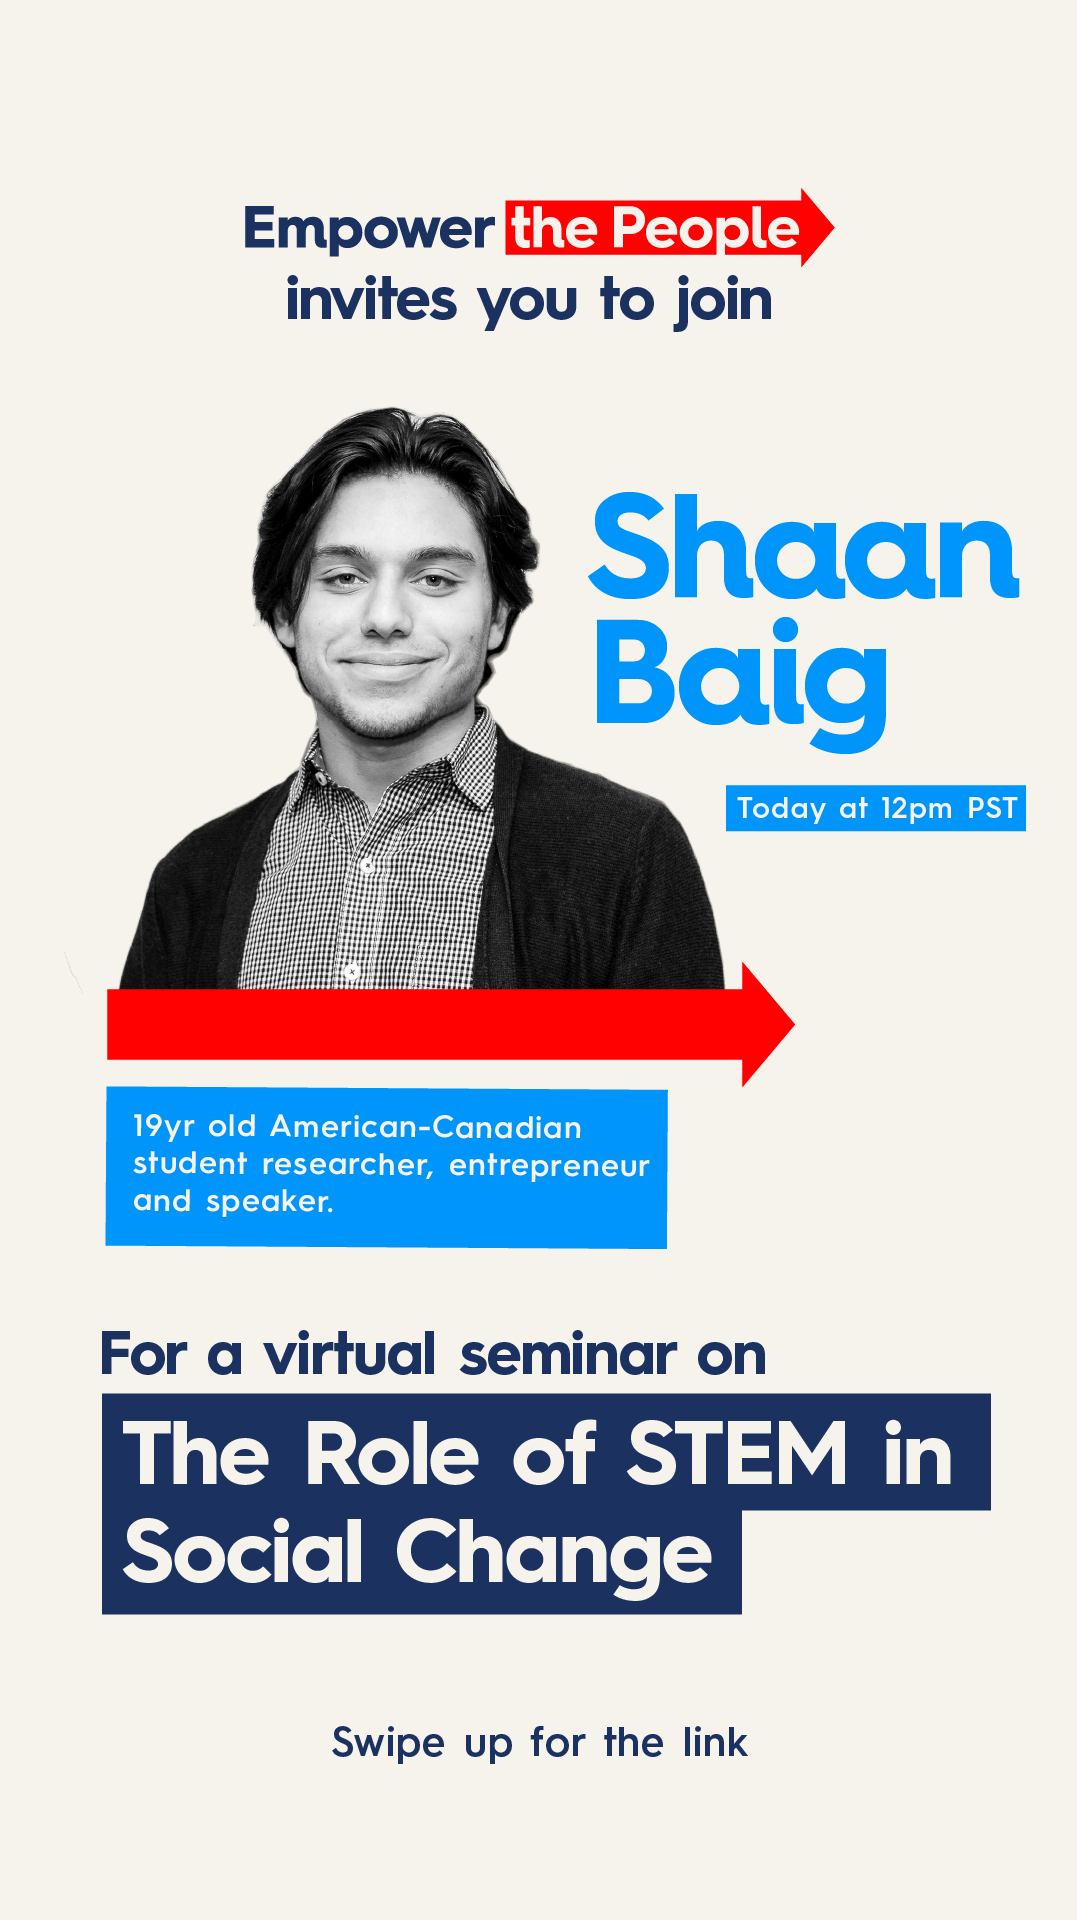 Empower the People
invites you to join
Shaan
Baig
Today at 12pm PST
19yr old American-Canadian
student researcher, entrepreneur
and speaker.
For a virtual seminar on
The Role of STEM in
Social Change
Swipe up for the link